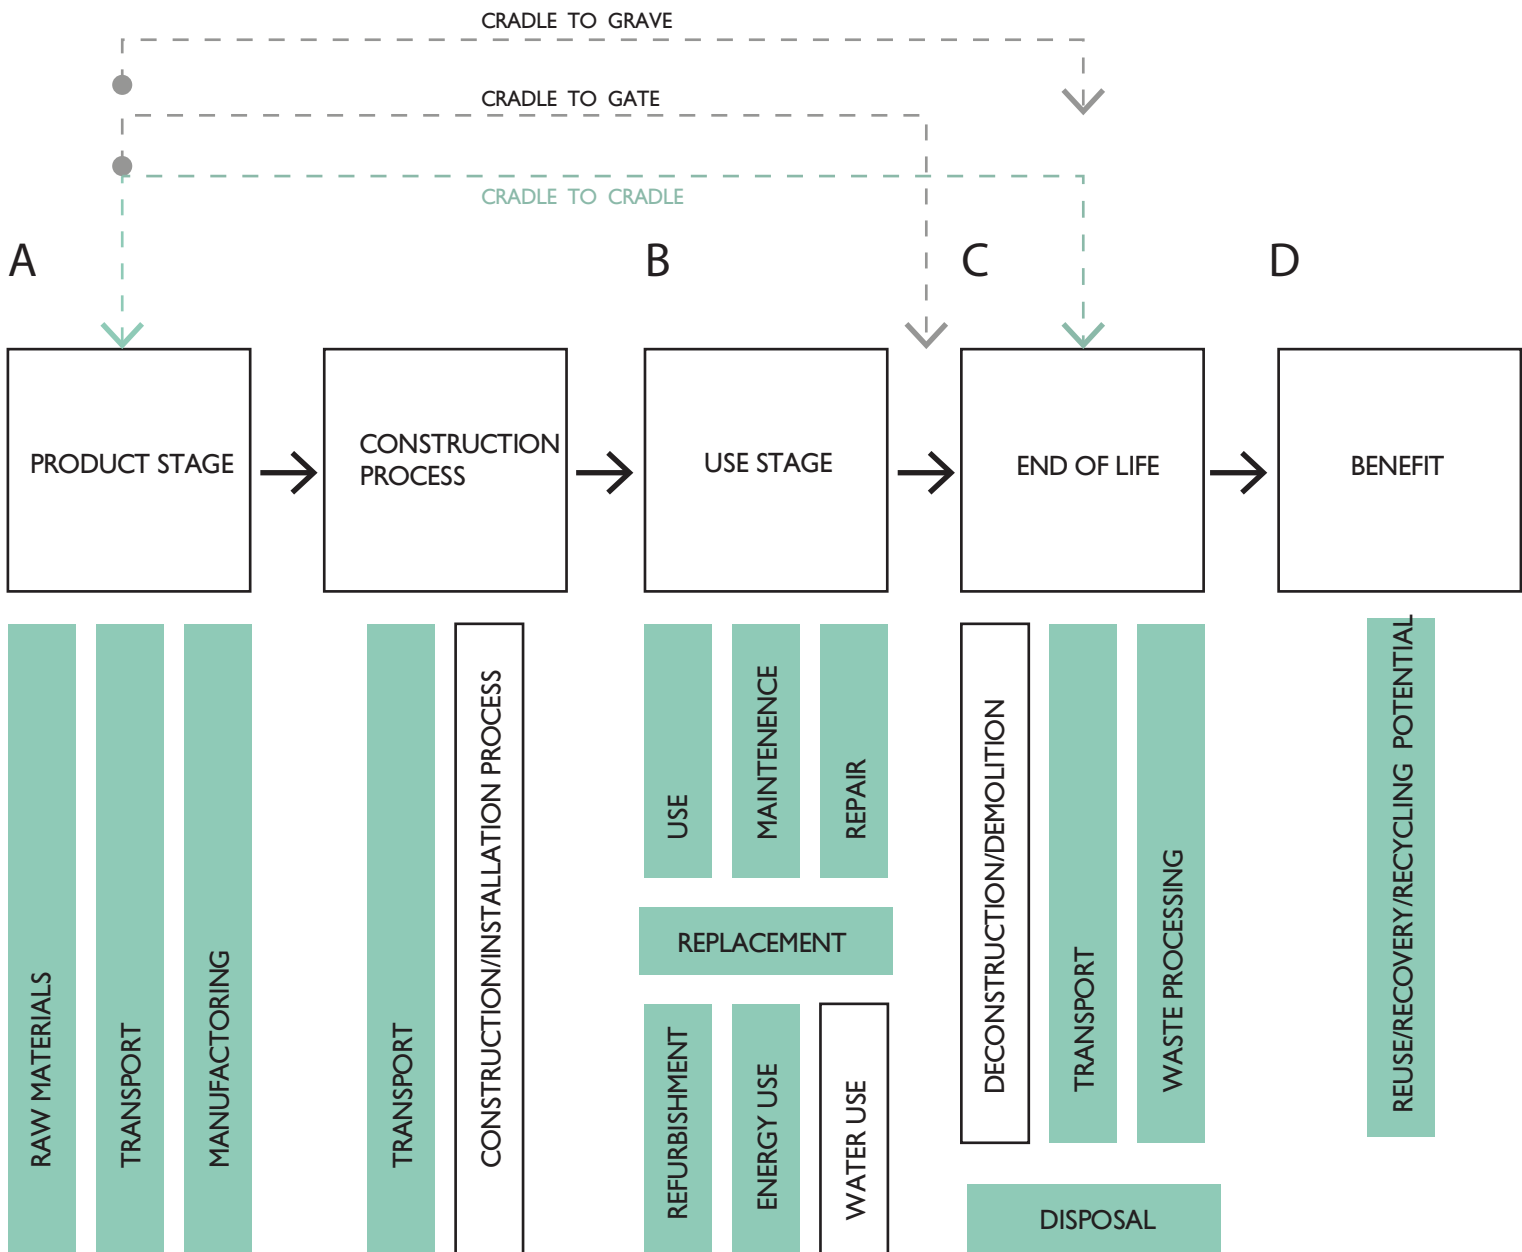 CRADLE TO GRAVE
CRADLE TO GATE
CRADLE TO CRADLE
A
B
C
D
PRODUCT STAGE
CONSTRUCTION
PROCESS
USE STAGE
END OF LIFE
BENEFIT
RAW MATERIALS
TRANSPORT
MANUFACTORING
TRANSPORT
CONSTRUCTION/INSTALLATION PROCESS
USE
MAINTENENCE
REPAIR
REPLACEMENT
REFURBISHMENT
ENERGY USE
WATER USE
DECONSTRUCTION/DEMOLITION
TRANSPORT
WASTE PROCESSING
DISPOSAL
REUSE/RECOVERY/RECYCLING POTENTIAL